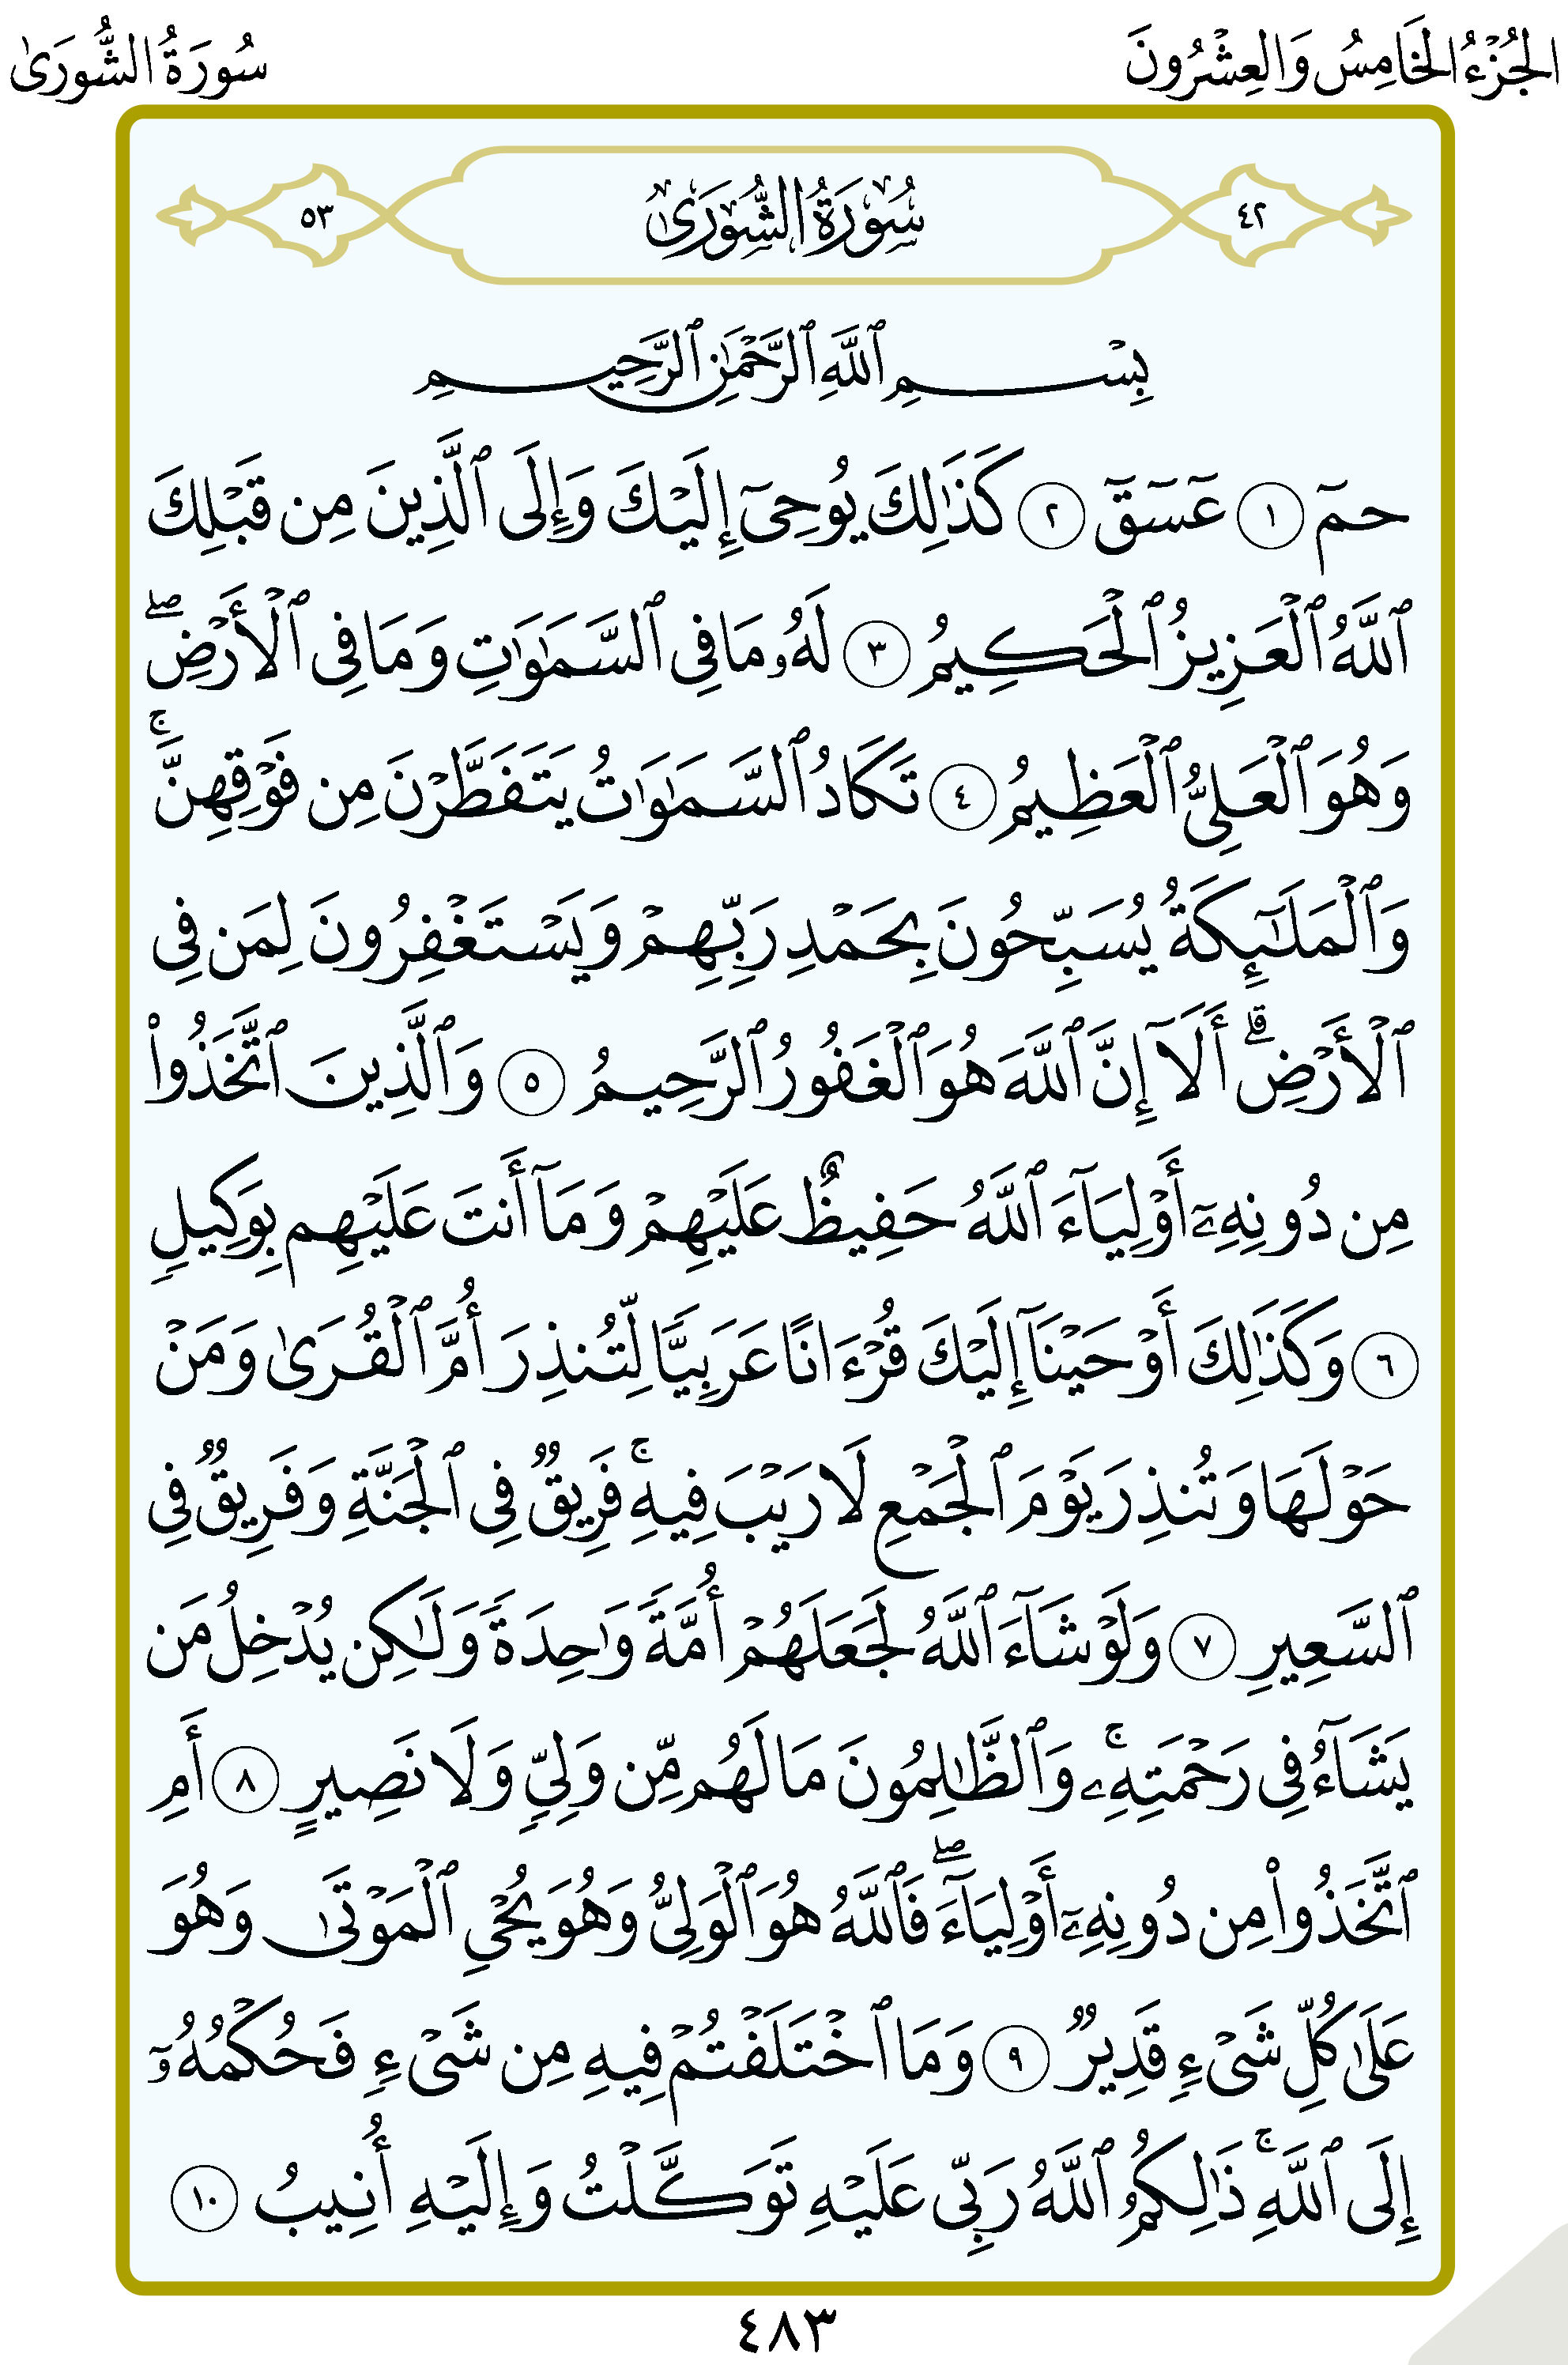 الجُزْءُ الخَامِسُ وَالعِشْرُونَ
سُورَةُ الشُّورَىٰ
٤٢
سُورَةُ الشُّورَىٰ
٥٣
بِسْمِ ٱللَّهِ ٱلرَّحْمَٰنِ ٱلرَّحِيمِ
حمٓ ١ عٓسٓقٓ ٢ كَذَٰلِكَ يُوحِىٓ إِلَيْكَ وَإِلَى ٱلَّذِينَ مِن قَبْلِكَ
ٱللَّهُ ٱلْعَزِيزُ ٱلْحَكِيمُ ٣ لَهُۥ مَا فِى ٱلسَّمَٰوَٰتِ وَمَا فِى ٱلْأَرْضِۖ
وَهُوَ ٱلْعَلِىُّ ٱلْعَظِيمُ ٤ تَكَادُ ٱلسَّمَٰوَٰتُ يَتَفَطَّرْنَ مِن فَوْقِهِنَّۚ
وَٱلْمَلَٰٓئِكَةُ يُسَبِّحُونَ بِحَمْدِ رَبِّهِمْ وَيَسْتَغْفِرُونَ لِمَن فِى
ٱلْأَرْضِۗ أَلَآ إِنَّ ٱللَّهَ هُوَ ٱلْغَفُورُ ٱلرَّحِيمُ ٥ وَٱلَّذِينَ ٱتَّخَذُوا۟
مِن دُونِهِۦٓ أَوْلِيَآءَ ٱللَّهُ حَفِيظٌ عَلَيْهِمْ وَمَآ أَنتَ عَلَيْهِم بِوَكِيلٍ
٦ وَكَذَٰلِكَ أَوْحَيْنَآ إِلَيْكَ قُرْءَانًا عَرَبِيًّا لِّتُنذِرَ أُمَّ ٱلْقُرَىٰ وَمَنْ
حَوْلَهَا وَتُنذِرَ يَوْمَ ٱلْجَمْعِ لَا رَيْبَ فِيهِۚ فَرِيقٌ فِى ٱلْجَنَّةِ وَفَرِيقٌ فِى
ٱلسَّعِيرِ ٧ وَلَوْ شَآءَ ٱللَّهُ لَجَعَلَهُمْ أُمَّةً وَٰحِدَةً وَلَٰكِن يُدْخِلُ مَن
يَشَآءُ فِى رَحْمَتِهِۦۚ وَٱلظَّٰلِمُونَ مَا لَهُم مِّن وَلِىٍّ وَلَا نَصِيرٍ ٨ أَمِ
ٱتَّخَذُوا۟ مِن دُونِهِۦٓ أَوْلِيَآءَۖ فَٱللَّهُ هُوَ ٱلْوَلِىُّ وَهُوَ يُحْىِ ٱلْمَوْتَىٰ وَهُوَ
عَلَىٰ كُلِّ شَىْءٍ قَدِيرٌ ٩ وَمَا ٱخْتَلَفْتُمْ فِيهِ مِن شَىْءٍ فَحُكْمُهُۥٓ
إِلَى ٱللَّهِۚ ذَٰلِكُمُ ٱللَّهُ رَبِّى عَلَيْهِ تَوَكَّلْتُ وَإِلَيْهِ أُنِيبُ ١٠
٤٨٣